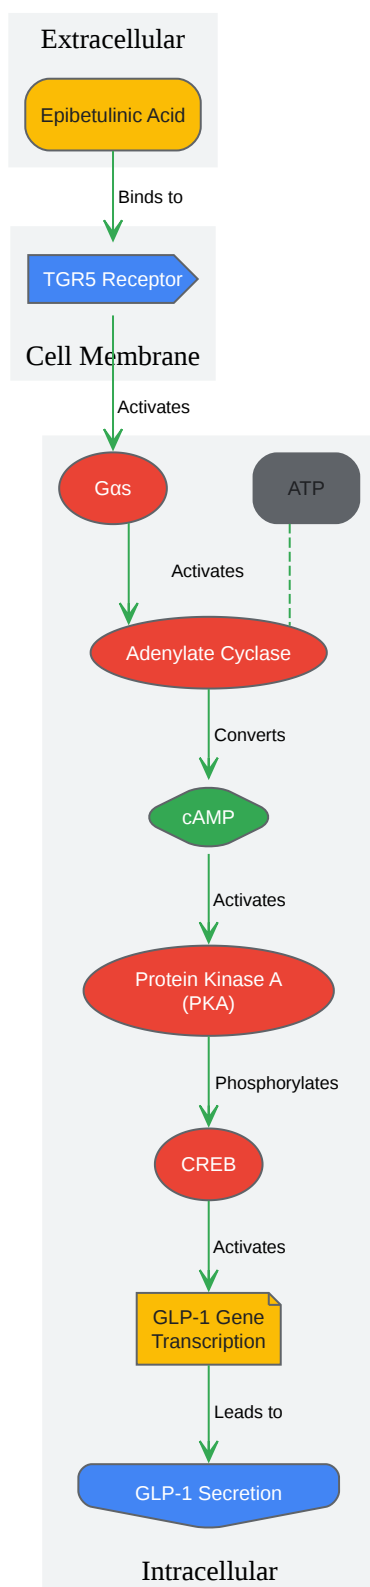 Extracellular
Epibetulinic Acid
Binds to
TGR5 Receptor
Cell Membrane
Activates
Gαs
ATP
Activates
Adenylate Cyclase
Converts
cAMP
Activates
Protein Kinase A
(PKA)
Phosphorylates
CREB
Activates
GLP-1 Gene
Transcription
Leads to
GLP-1 Secretion
Intracellular